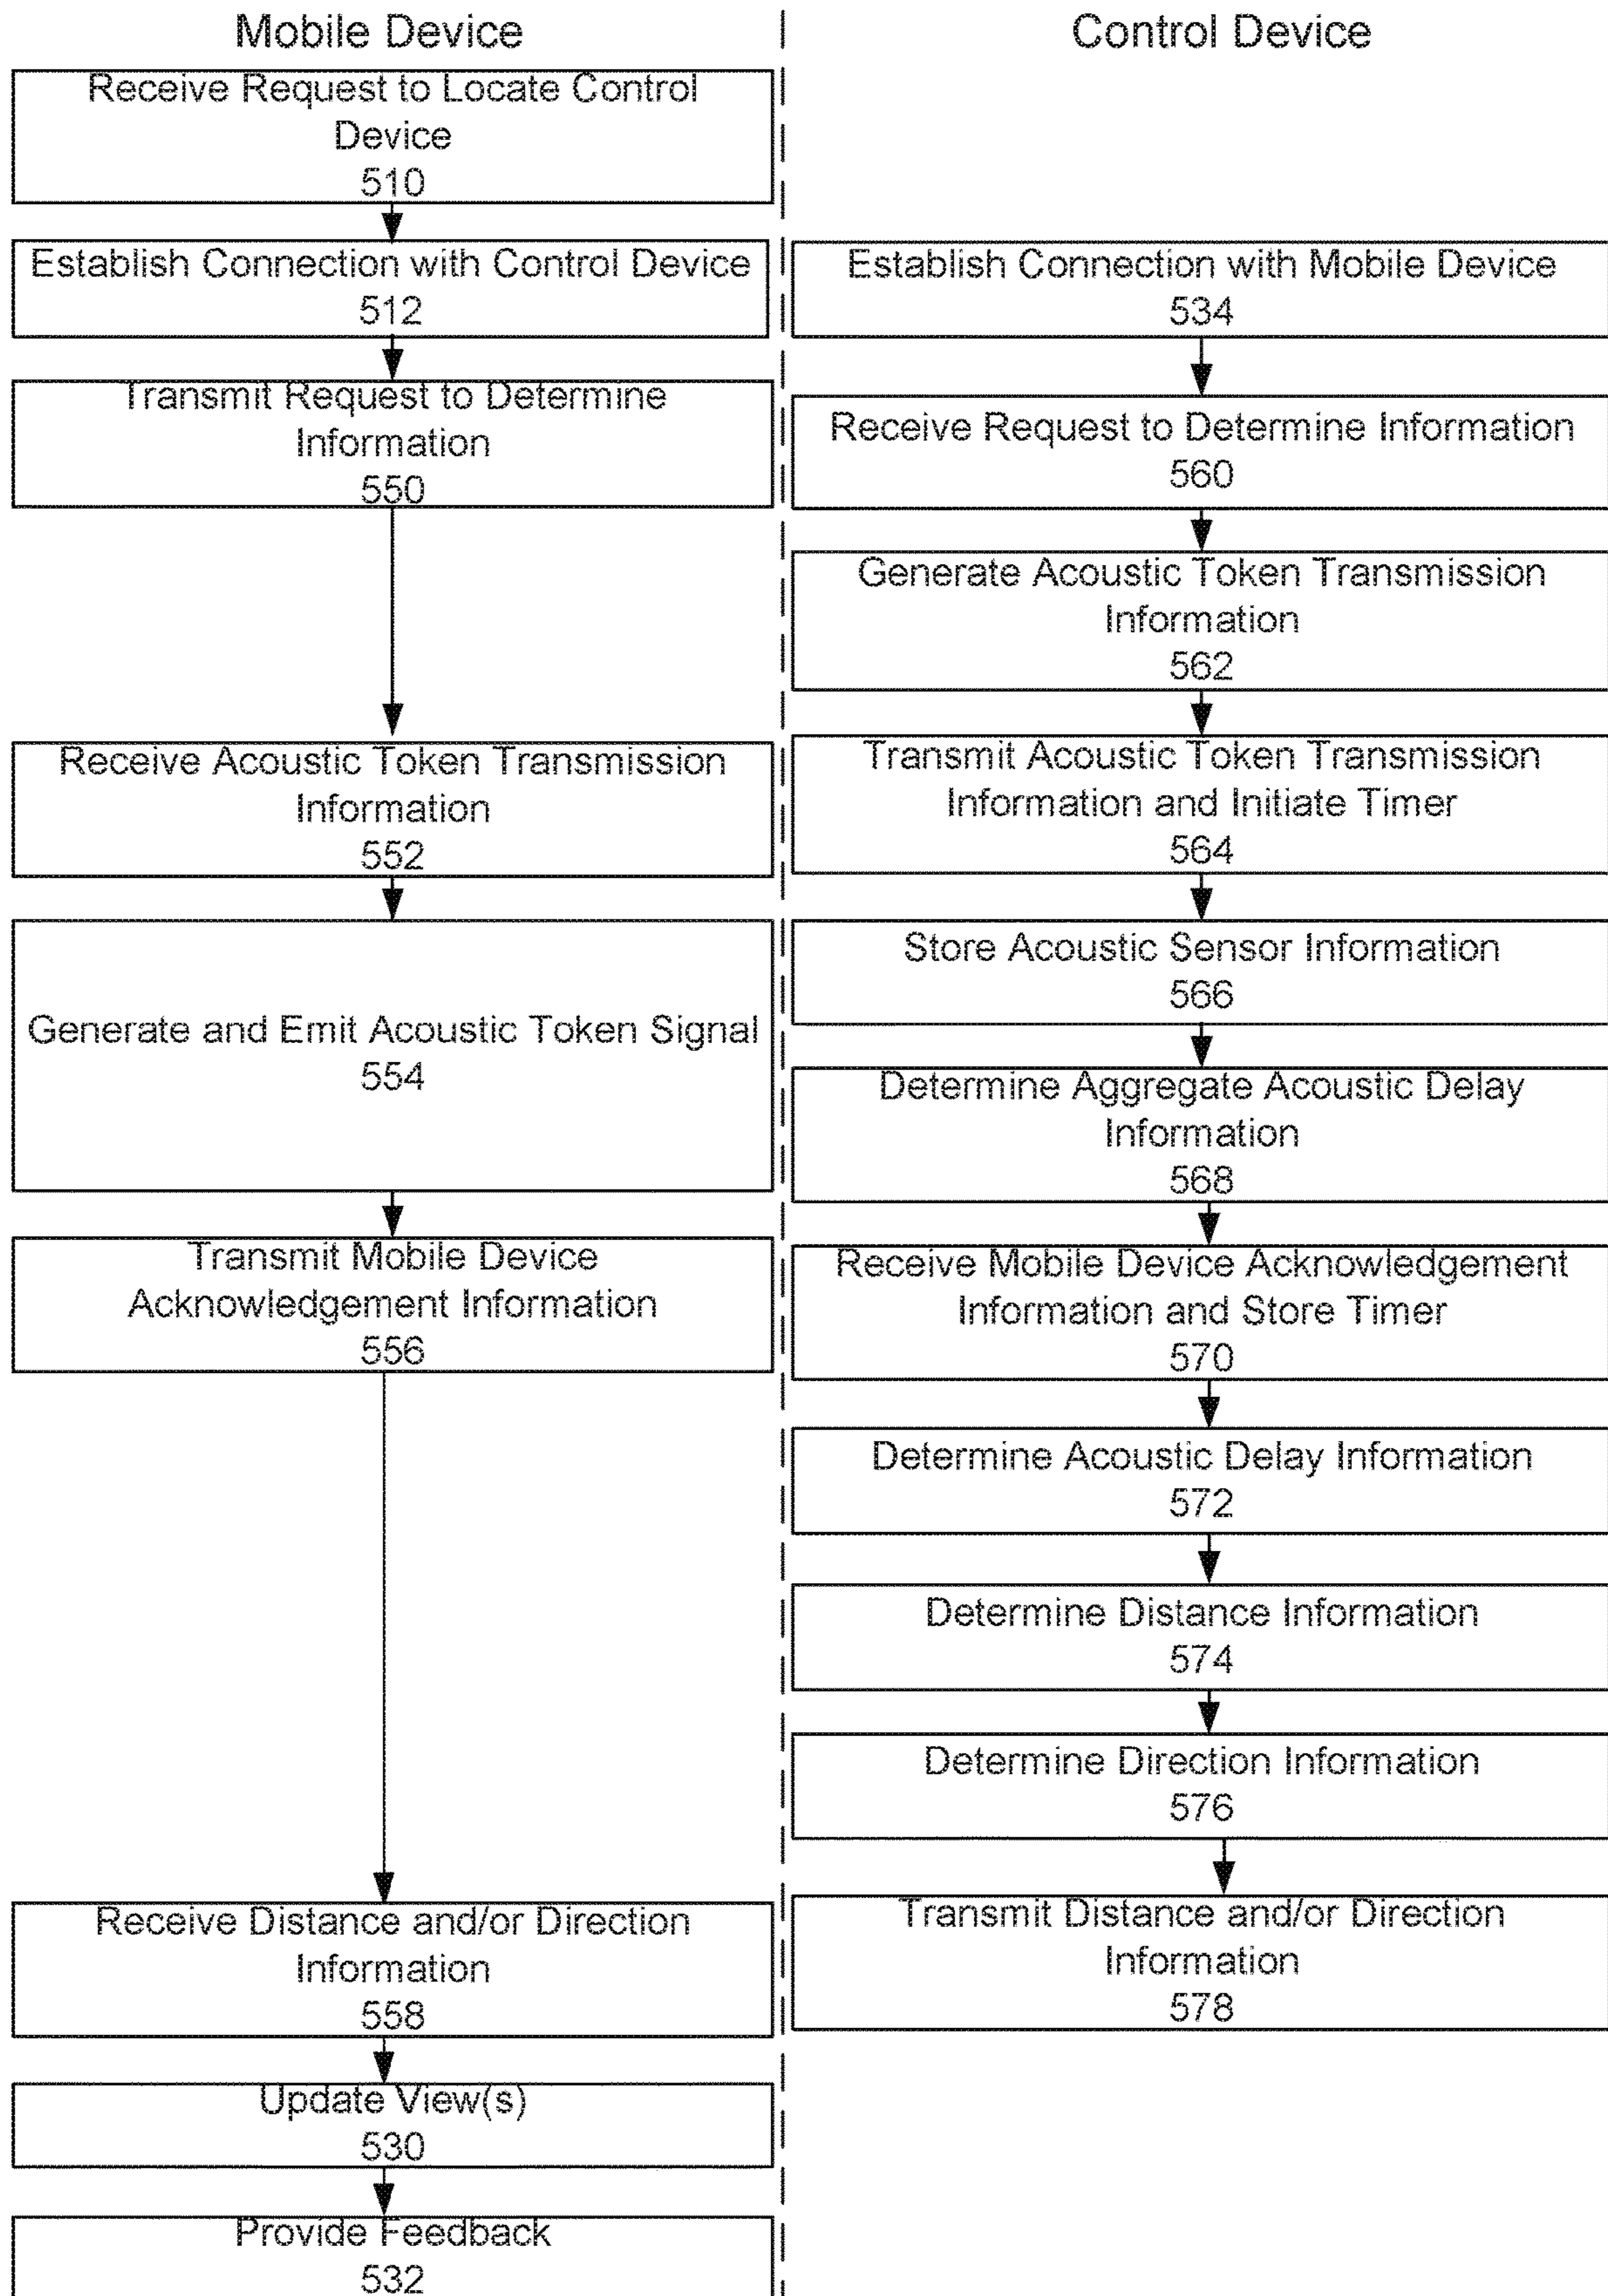 Mobile Device
Receive Request to Locate Control
Device
510
Establish Connection with Control Device
512
Transmit Request to Determine
Information
550
Receive Acoustic Token Transmission
Information
552
Generate and Emit Acoustic Token Signal
554
Transmit Mobile Device
Acknowledgement Information
556
Receive Distance and/or Direction
Information
558
Update View(s)
530
Provide Feedback
532
Control Device
Establish Connection with Mobile Device
534
Receive Request to Determine Information
560
Generate Acoustic Token Transmission
Information
562
Transmit Acoustic Token Transmission
Information and Initiate Timer
564
Store Acoustic Sensor Information
566
Determine Aggregate Acoustic Delay
Information
568
Receive Mobile Device Acknowledgement
Information and Store Timer
570
Determine Acoustic Delay Information
572
Determine Distance Information
574
Determine Direction Information
576
Transmit Distance and/or Direction
Information
578